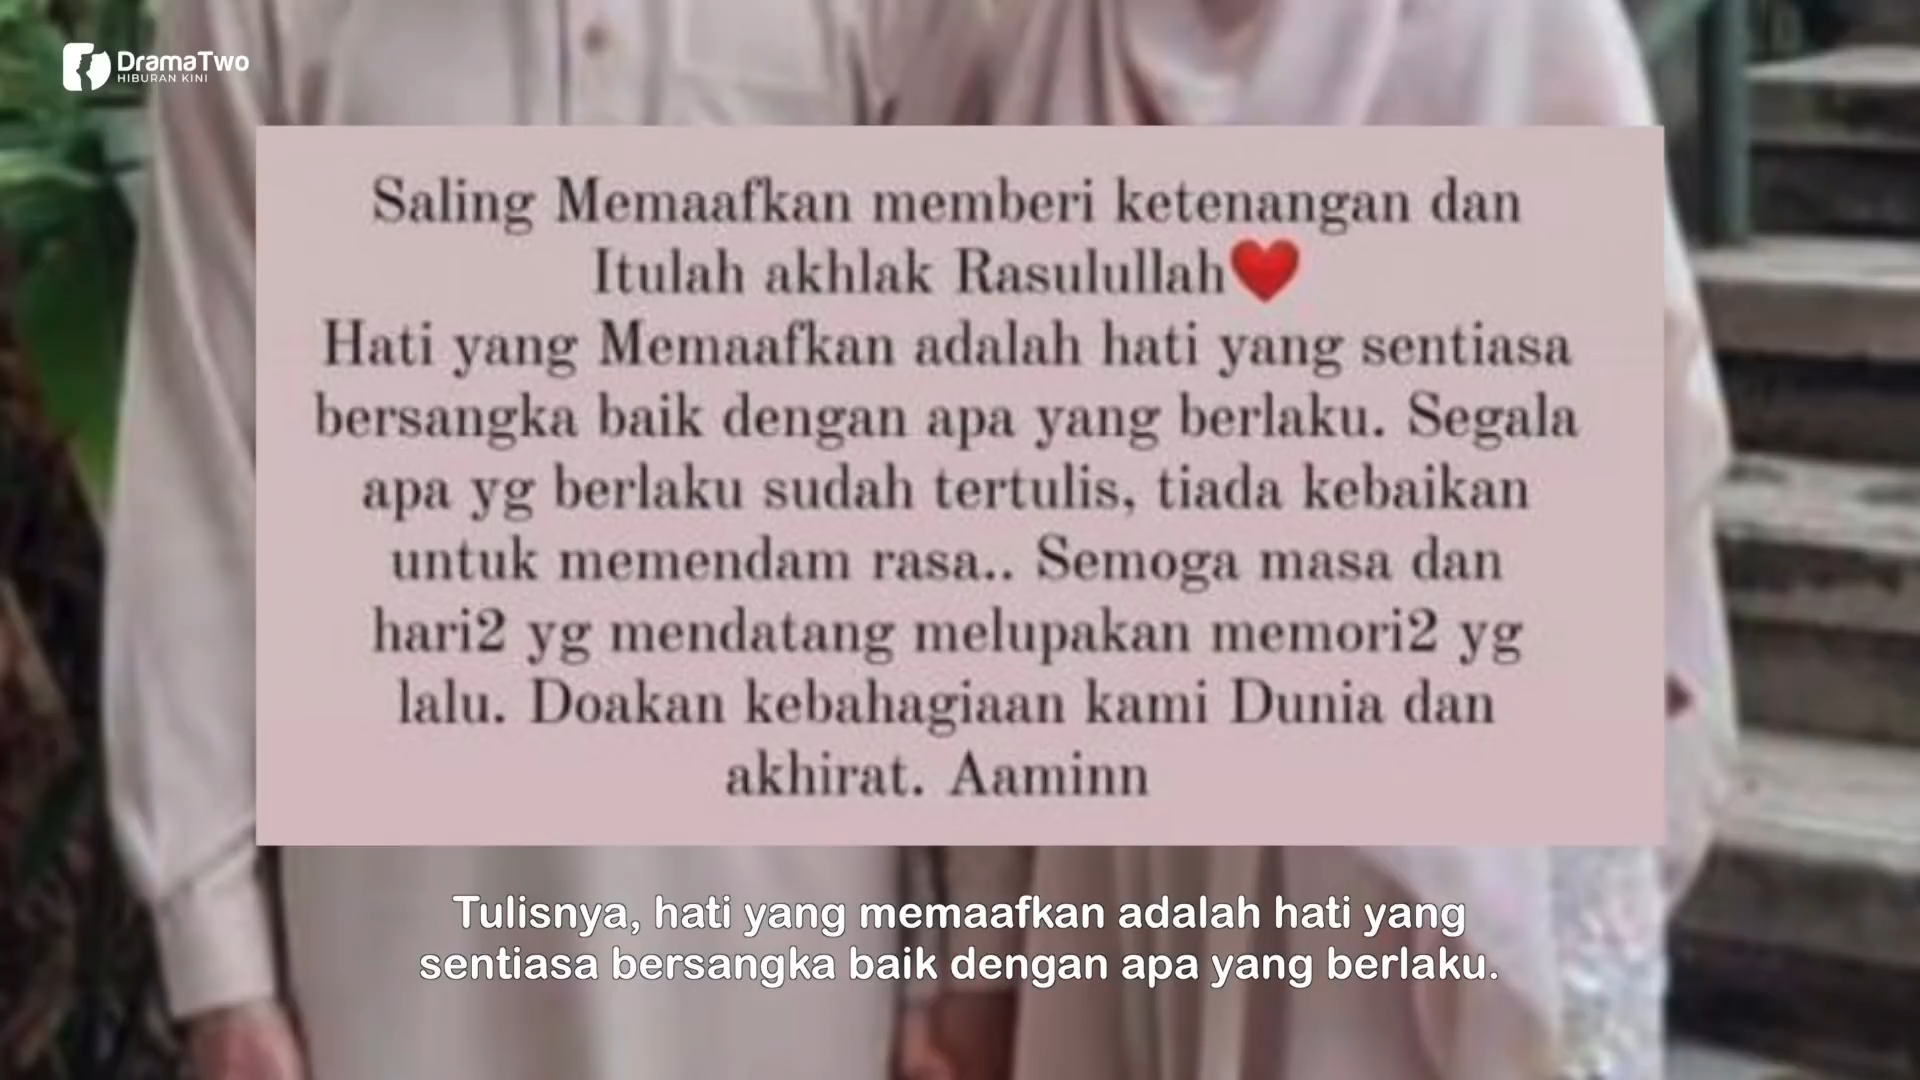 DramaTwo
HIBURAN KINI
Saling Memaafkan memberi ketenangan dan
Itulah akhlak Rasulullah❤️
Hati yang Memaafkan adalah hati yang sentiasa
bersangka baik dengan apa yang berlaku. Segala
apa yg berlaku sudah tertulis, tiada kebaikan
untuk memendam rasa.. Semoga masa dan
hari2 yg mendatang melupakan memori2 yg
lalu. Doakan kebahagiaan kami Dunia dan
akhirat. Aaminn
Tulisnya, hati yang memaafkan adalah hati yang
sentiasa bersangka baik dengan apa yang berlaku.